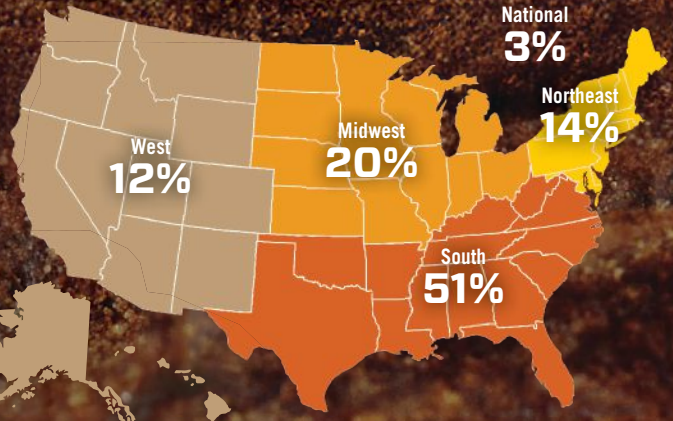 National
3%
Northeast
14%
West
12%
Midwest
20%
South
51%